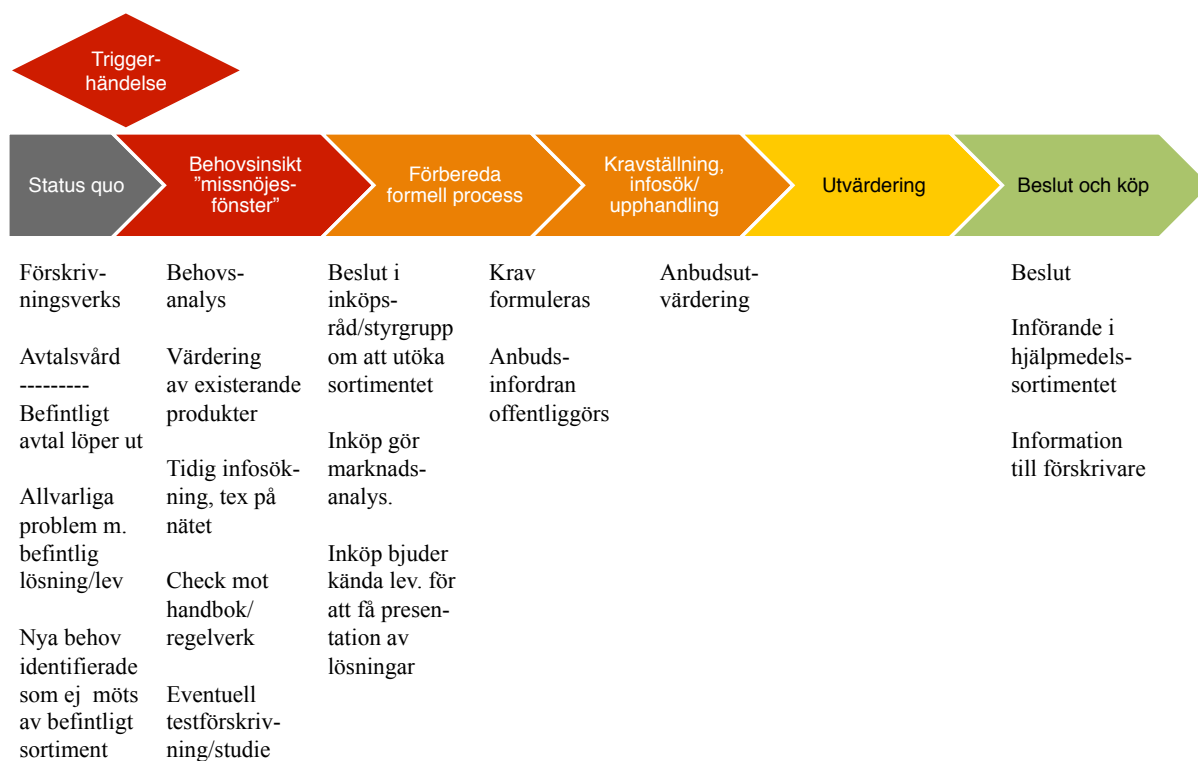 Trigger-
händelse
Status quo
Behovsinsikt
”missnöjes-
fönster”
Förbereda
formell process
Kravställning,
infosök/
upphandling
Utvärdering
Beslut och köp
Förskriv-
ningsverks
Avtalsvård
---------
Befintligt
avtal löper ut
Allvarliga
problem m.
befintlig
lösning/lev
Nya behov
identifierade
som ej  möts
av befintligt
sortiment
Behovs-
analys
Värdering
av existerande
produkter
Tidig infosök-
ning, tex på
nätet
Check mot
handbok/
regelverk
Eventuell
testförskriv-
ning/studie
Beslut i
inköps-
råd/styrgrupp
om att utöka
sortimentet
Inköp gör
marknads-
analys.
Inköp bjuder
kända lev. för
att få presen-
tation av
lösningar
Krav
formuleras
Anbuds-
infordran
offentliggörs
Anbudsut-
värdering
Beslut
Införande i
hjälpmedels-
sortimentet
Information
till förskrivare